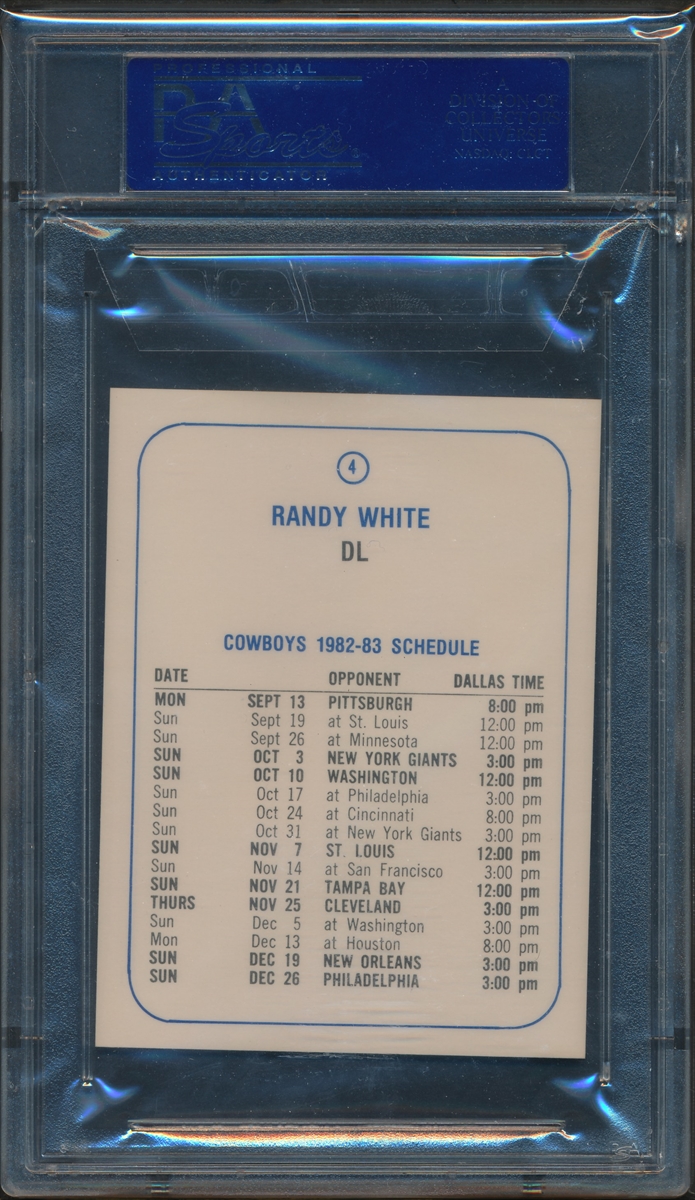 PROFESSIONAL
PSA
Sports
AUTHENTICATOR
A
DIVISION OF
COLLECTORS
UNIVERSE
NASDAQ: CLCT
4
RANDY WHITE
DL
COWBOYS 1982-83 SCHEDULE
DATE OPPONENT DALLAS TIME
MON SEPT 13 PITTSBURGH 8:00 pm
Sun Sept 19 at St. Louis 12:00 pm
Sun Sept 26 at Minnesota 12:00 pm
SUN OCT 3 NEW YORK GIANTS 3:00 pm
SUN OCT 10 WASHINGTON 12:00 pm
Sun Oct 17 at Philadelphia 3:00 pm
Sun Oct 24 at Cincinnati 8:00 pm
Sun Oct 31 at New York Giants 3:00 pm
SUN NOV 7 ST. LOUIS 12:00 pm
Sun Nov 14 at San Francisco 3:00 pm
SUN NOV 21 TAMPA BAY 12:00 pm
THURS NOV 25 CLEVELAND 3:00 pm
Sun Dec 5 at Washington 3:00 pm
Mon Dec 13 at Houston 8:00 pm
SUN DEC 19 NEW ORLEANS 3:00 pm
SUN DEC 26 PHILADELPHIA 3:00 pm